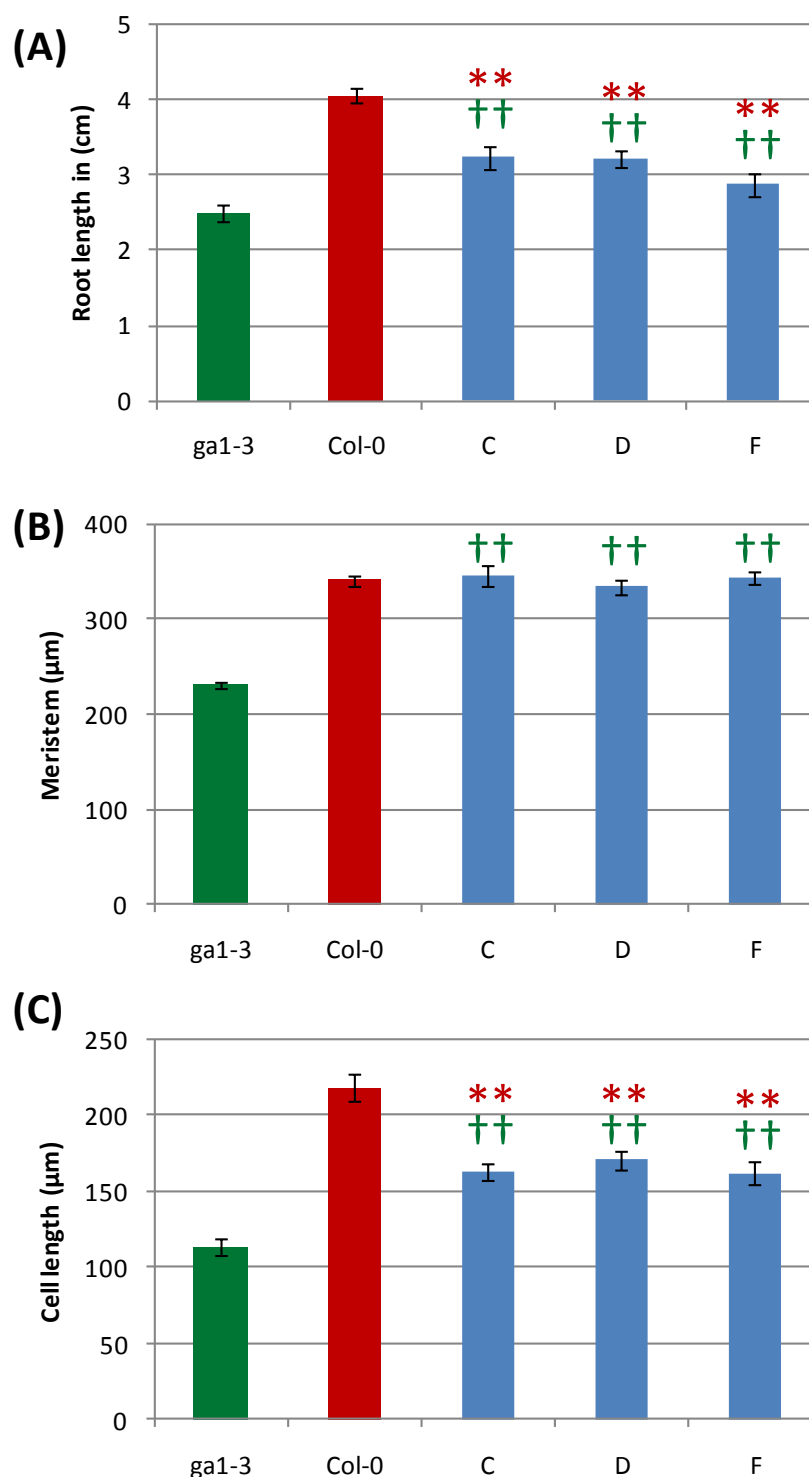 (A)
Root length in (cm)
5
4
3
2
1
0
** ** **
†† †† ††
ga1-3 Col-0 C D F
(B)
Meristem (µm)
400
300
200
100
0
†† †† ††
ga1-3 Col-0 C D F
(C)
Cell length (µm)
250
200
150
100
50
0
** ** **
†† †† ††
ga1-3 Col-0 C D F